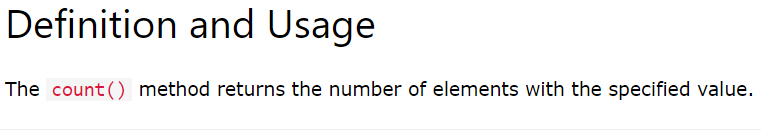 Definition and Usage
The count() method returns the number of elements with the specified value.